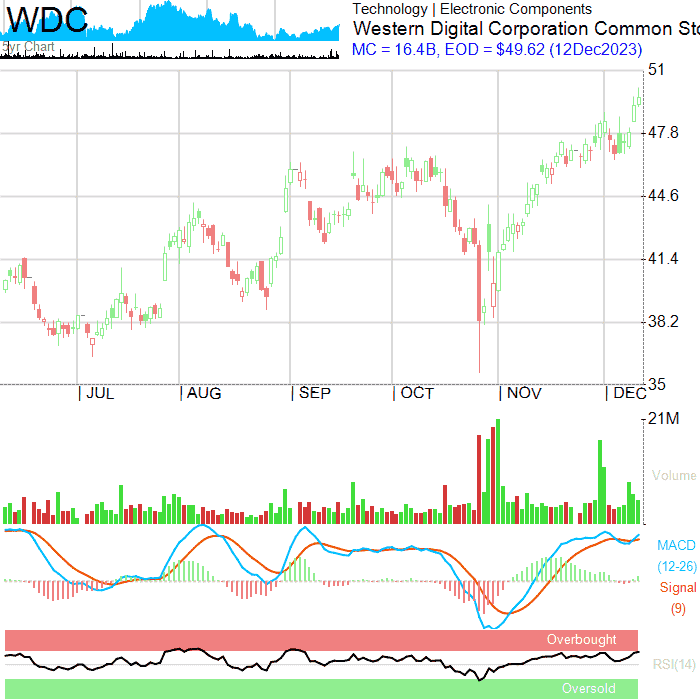 WDC
5yr Chart
Technology | Electronic Components
Western Digital Corporation Common Sto
MC = 16.4B, EOD = $49.62 (12Dec2023)
51
47.8
44.6
41.4
38.2
35
| JUL | AUG | SEP | OCT | NOV | DEC
21M
Volume
MACD
(12-26)
Signal
(9)
Overbought
RSI(14)
Oversold